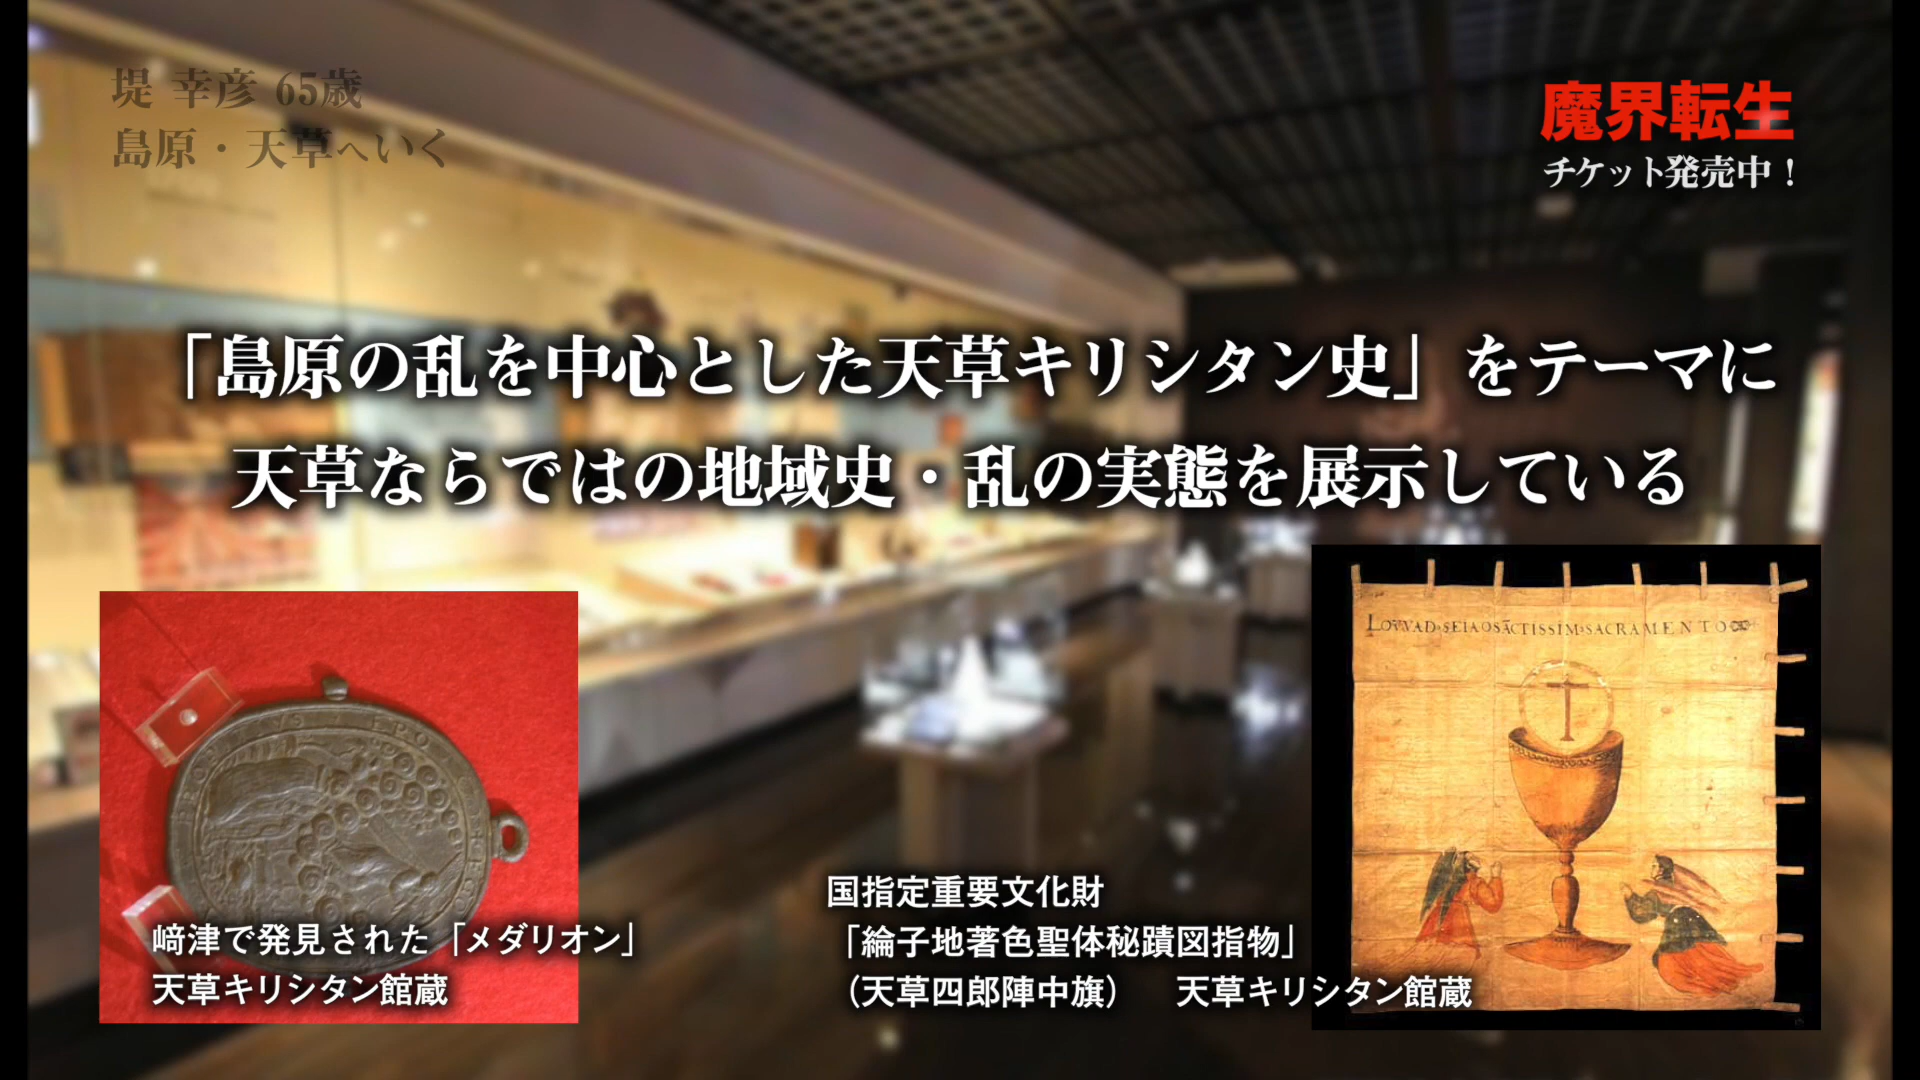 堤 幸彦 65歳
島原・天草へいく
魔界転生
チケット発売中！
「島原の乱を中心とした天草キリシタン史」をテーマに
天草ならではの地域史・乱の実態を展示している
LOVVAD·SEIAOSÃCTISSIM·SACRAMENTO
﨑津で発見された「メダリオン」
天草キリシタン館蔵
国指定重要文化財
「綸子地著色聖体秘蹟図指物」
（天草四郎陣中旗）　天草キリシタン館蔵